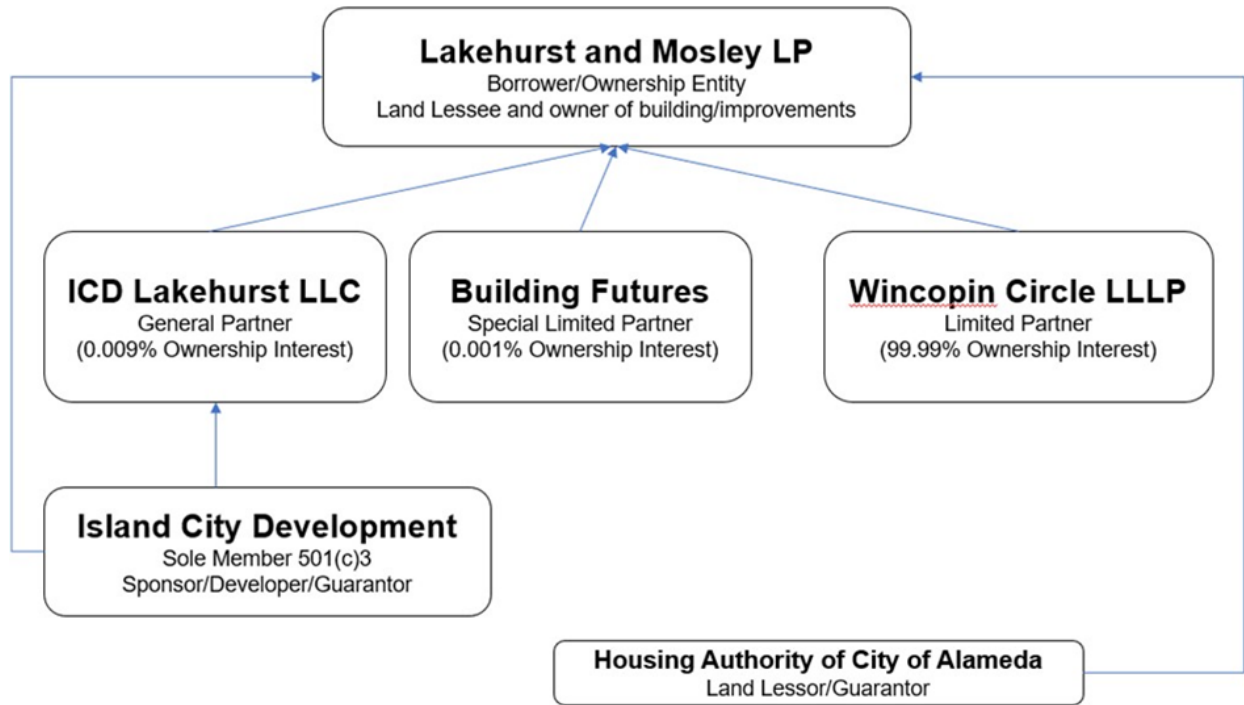 Lakehurst and Mosley LP
Borrower/Ownership Entity
Land Lessee and owner of building/improvements
ICD Lakehurst LLC
General Partner
(0.009% Ownership Interest)
Building Futures
Special Limited Partner
(0.001% Ownership Interest)
Wincopin Circle LLLP
Limited Partner
(99.99% Ownership Interest)
Island City Development
Sole Member 501(c)3
Sponsor/Developer/Guarantor
Housing Authority of City of Alameda
Land Lessor/Guarantor